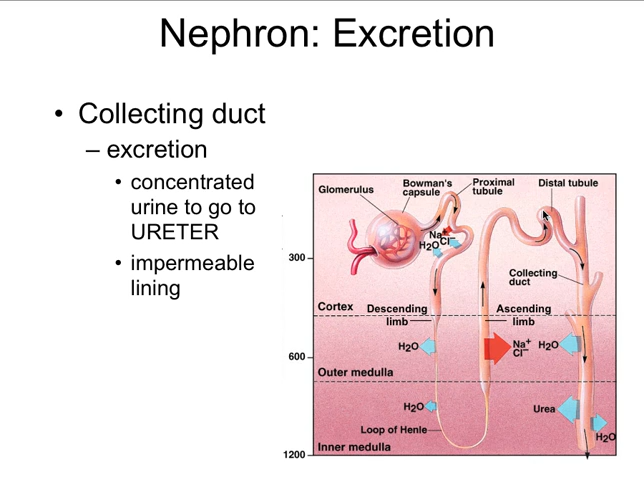 Nephron: Excretion
• Collecting duct
– excretion
• concentrated
urine to go to
URETER
• impermeable
lining
Glomerulus
Bowman's
capsule
Proximal
tubule
Distal tubule
Na+
Cl–
H2O
300
Collecting
duct
Cortex
Descending
limb
Ascending
limb
H2O
Na+
Cl–
H2O
600
Outer medulla
H2O
Urea
H2O
Loop of Henle
Inner medulla
1200